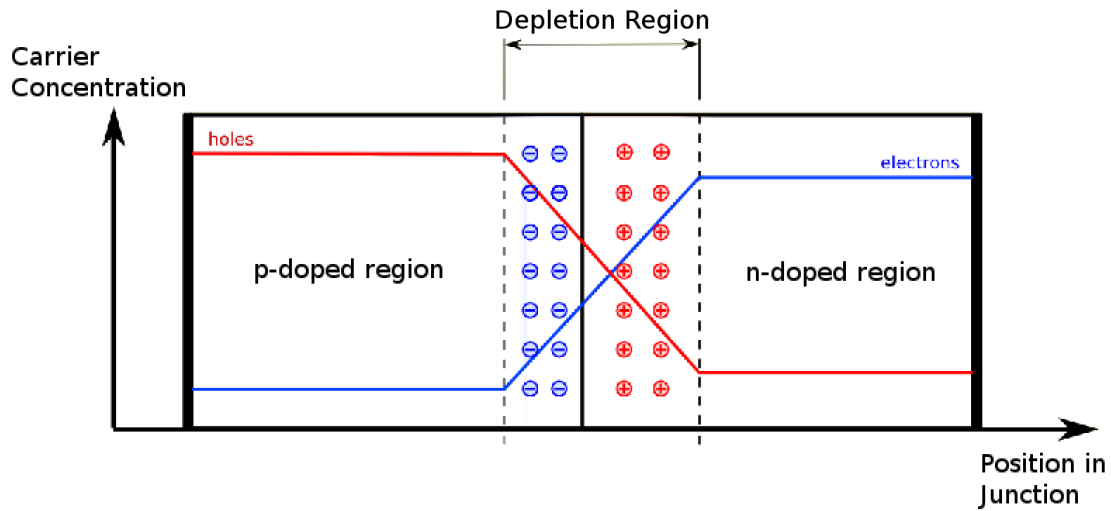 Depletion Region
Carrier
Concentration
holes
electrons
p-doped region
n-doped region
Position in
Junction